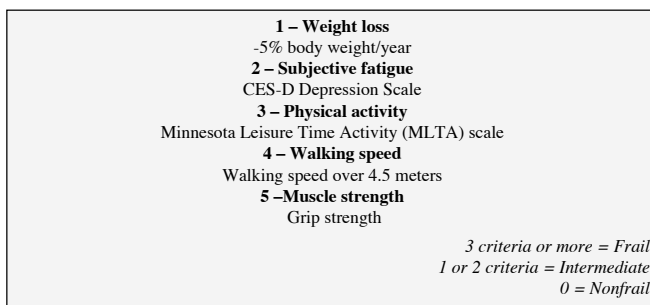 1 – Weight loss
-5% body weight/year
2 – Subjective fatigue
CES-D Depression Scale
3 – Physical activity
Minnesota Leisure Time Activity (MLTA) scale
4 – Walking speed
Walking speed over 4.5 meters
5 –Muscle strength
Grip strength
3 criteria or more = Frail
1 or 2 criteria = Intermediate
0 = Nonfrail